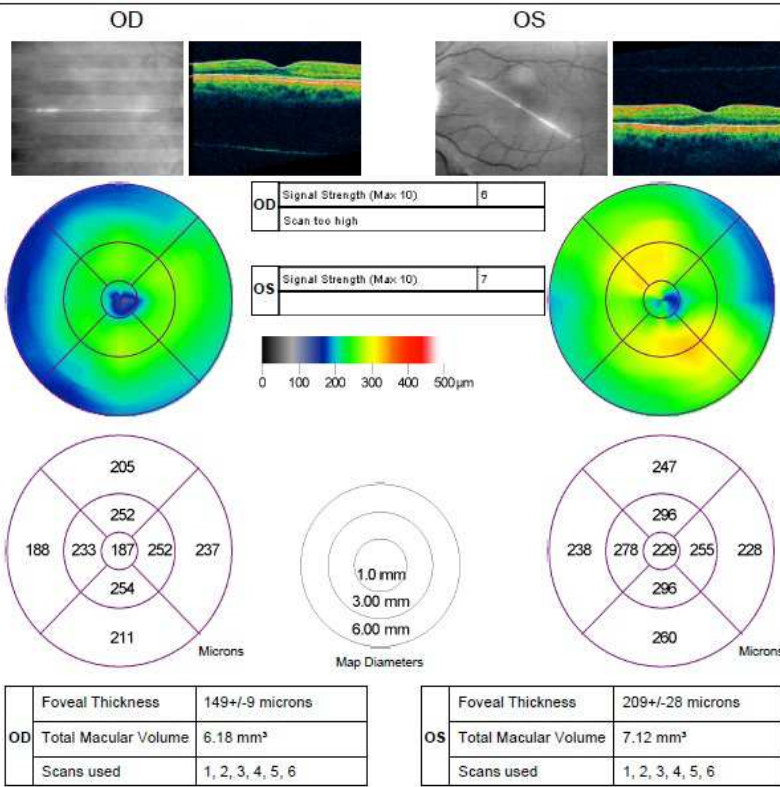 OD OS
OD Signal Strength (Max 10) 6
Scan too high
OS Signal Strength (Max 10) 7
0 100 200 300 400 500 µm
205
252
188 233 187 252 237
254
211
Microns
1.0 mm
3.00 mm
6.00 mm
Map Diameters
247
296
238 278 229 255 228
296
260
Microns
OD
Foveal Thickness 149+/-9 microns
Total Macular Volume 6.18 mm³
Scans used 1, 2, 3, 4, 5, 6
OS
Foveal Thickness 209+/-28 microns
Total Macular Volume 7.12 mm³
Scans used 1, 2, 3, 4, 5, 6